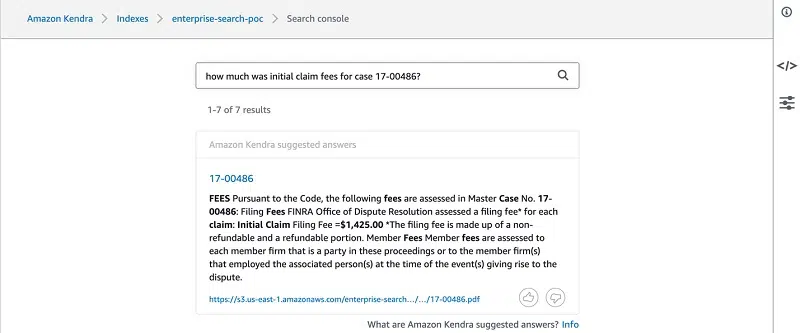 Amazon Kendra > Indexes > enterprise-search-poc > Search console
</>
how much was initial claim fees for case 17-00486?
1-7 of 7 results
Amazon Kendra suggested answers
17-00486
FEES Pursuant to the Code, the following fees are assessed in Master Case No. 17-
00486: Filing Fees FINRA Office of Dispute Resolution assessed a filing fee* for each
claim: Initial Claim Filing Fee =$1,425.00 *The filing fee is made up of a non-
refundable and a refundable portion. Member Fees Member fees are assessed to
each member firm that is a party in these proceedings or to the member firm(s)
that employed the associated person(s) at the time of the event(s) giving rise to the
dispute.
https://s3.us-east-1.amazonaws.com/enterprise-search.../.../17-00486.pdf
What are Amazon Kendra suggested answers? Info